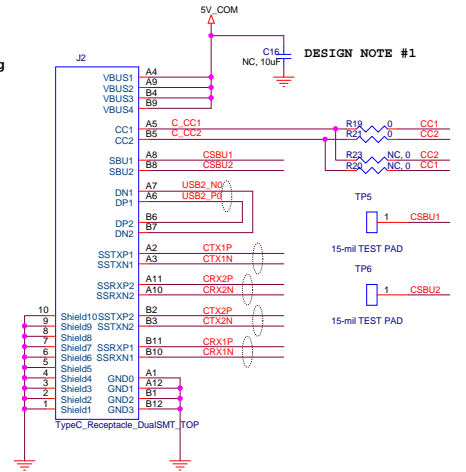 5V_COM
g
J2
C16
NC, 10uF
DESIGN NOTE #1
VBUS1 A4
VBUS2 A9
VBUS3 B4
VBUS4 B9
CC1 A5 C_CC1
CC2 B5 C_CC2
R19 0 CC1
R21 0 CC2
R23 NC, 0 CC2
R20 NC, 0 CC1
SBU1 A8 CSBU1
SBU2 B8 CSBU2
DN1 A7 USB2_N0
DP1 A6 USB2_P0
DP2 B6
DN2 B7
TP5
1 CSBU1
15-mil TEST PAD
SSTXP1 A2 CTX1P
SSTXN1 A3 CTX1N
SSRXP2 A11 CRX2P
SSRXN2 A10 CRX2N
TP6
1 CSBU2
15-mil TEST PAD
10 Shield10 SSTXP2 B2 CTX2P
9 Shield9 SSTXN2 B3 CTX2N
8 Shield8
7 Shield7 SSRXP1 B11 CRX1P
6 Shield6 SSRXN1 B10 CRX1N
5 Shield5
4 Shield4 GND0 A1
3 Shield3 GND1 A12
2 Shield2 GND2 B1
1 Shield1 GND3 B12
TypeC_Receptacle_DualSMT_TOP